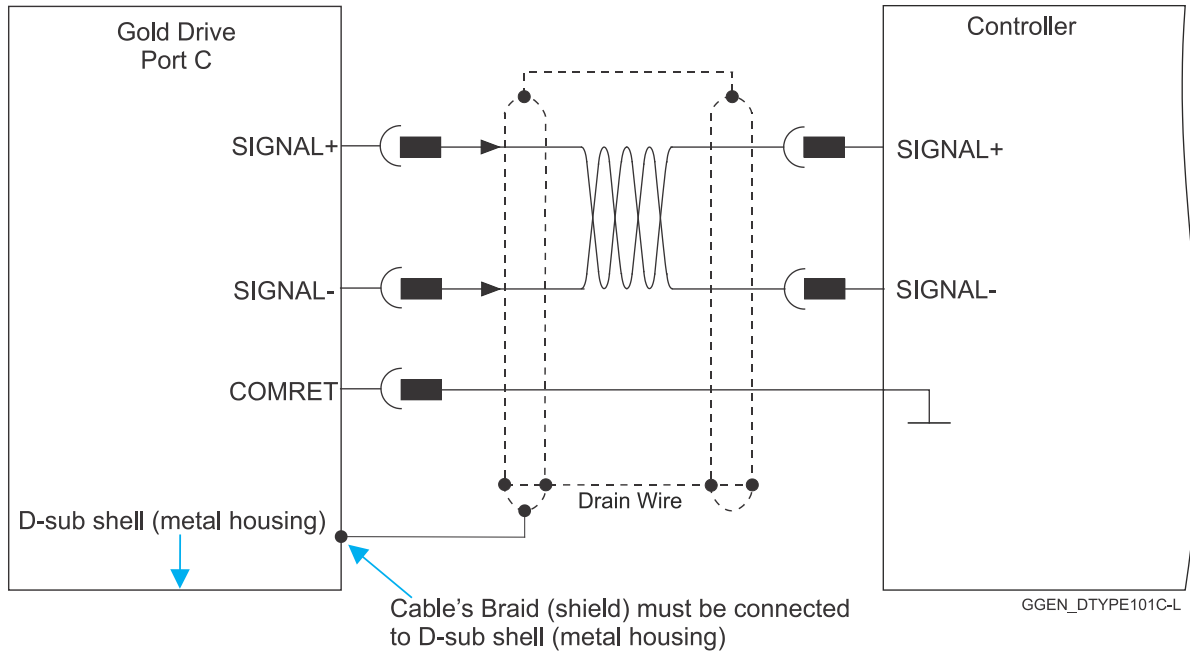 Gold Drive
Port C
Controller
SIGNAL+
SIGNAL+
SIGNAL-
SIGNAL-
COMRET
Drain Wire
D-sub shell (metal housing)
Cable's Braid (shield) must be connected
to D-sub shell (metal housing)
GGEN_DTYPE101C-L